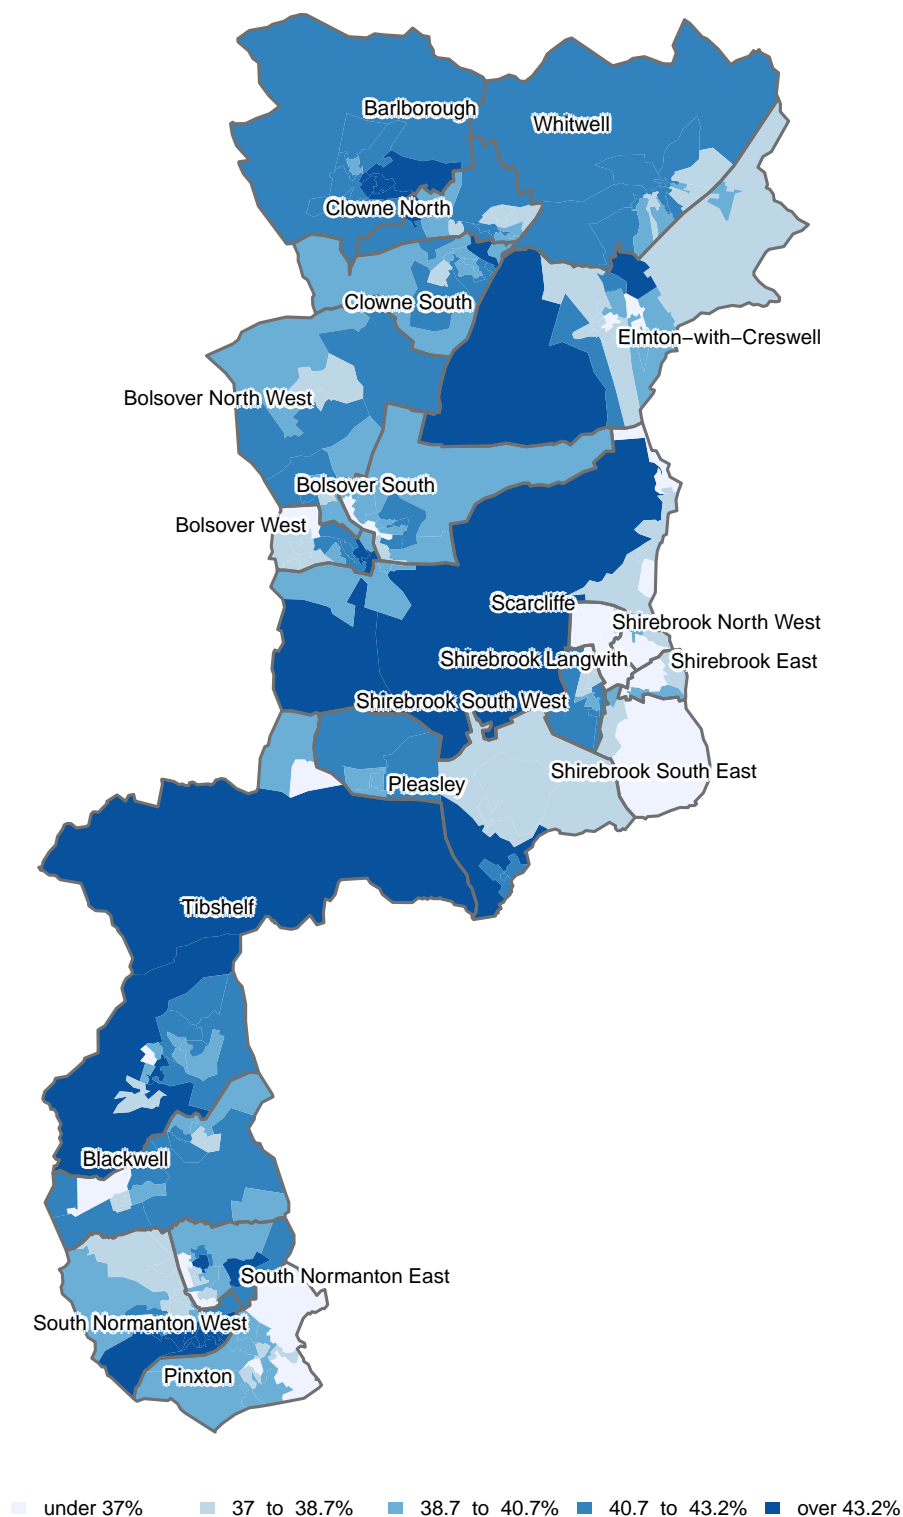 Barlborough
Whitwell
Clowne North
Clowne South
Elmton−with−Creswell
Bolsover North West
Bolsover South
Bolsover West
Scarcliffe
Shirebrook North West
Shirebrook Langwith
Shirebrook East
Shirebrook South West
Shirebrook South East
Pleasley
Tibshelf
Blackwell
South Normanton East
South Normanton West
Pinxton
under 37% 37 to 38.7% 38.7 to 40.7% 40.7 to 43.2% over 43.2%